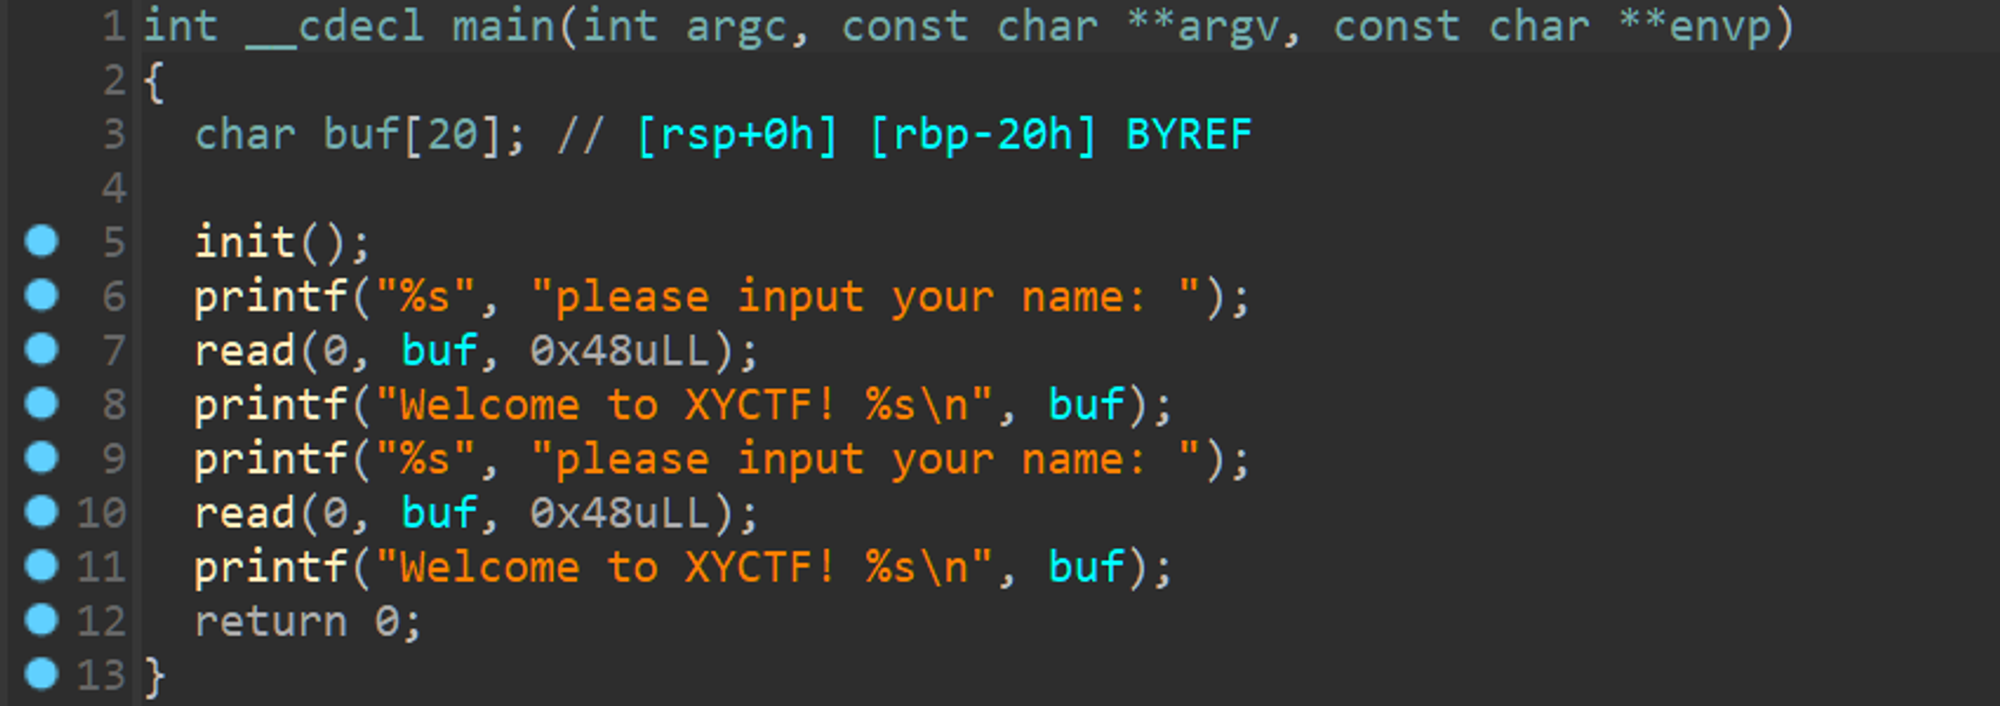 1 int __cdecl main(int argc, const char **argv, const char **envp)
2 {
3   char buf[20]; // [rsp+0h] [rbp-20h] BYREF
4
5   init();
6   printf("%s", "please input your name: ");
7   read(0, buf, 0x48uLL);
8   printf("Welcome to XYCTF! %s\n", buf);
9   printf("%s", "please input your name: ");
10   read(0, buf, 0x48uLL);
11   printf("Welcome to XYCTF! %s\n", buf);
12   return 0;
13 }